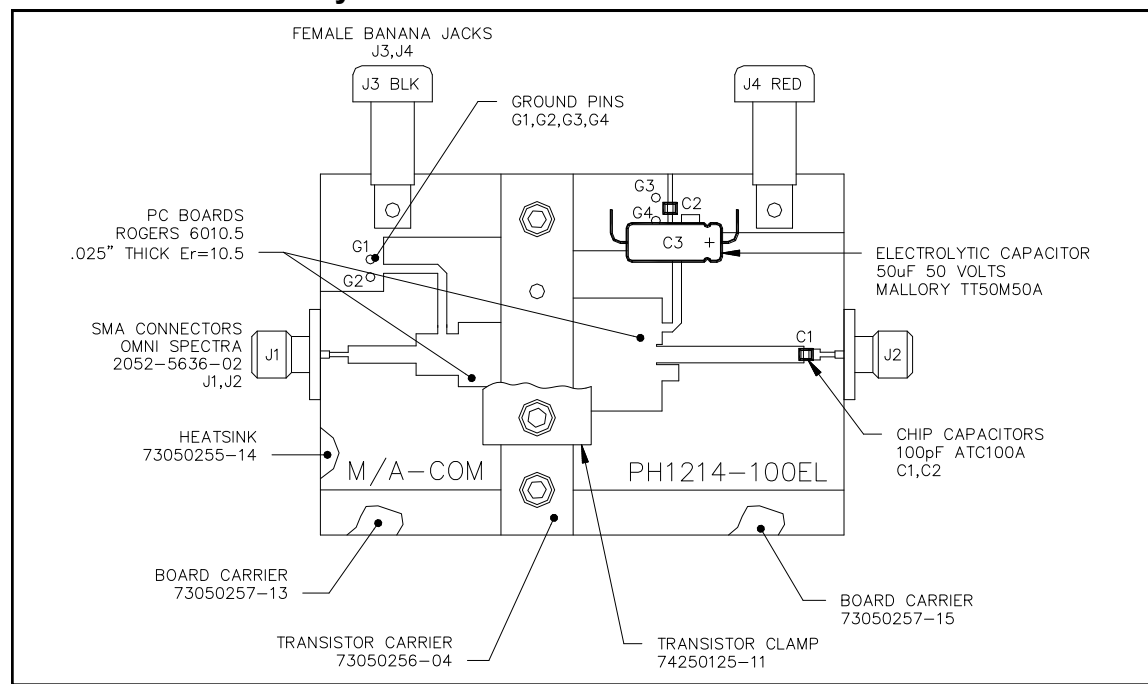 FEMALE BANANA JACKS
J3,J4
J3 BLK
J4 RED
GROUND PINS
G1,G2,G3,G4
PC BOARDS
ROGERS 6010.5
.025" THICK Er=10.5
G1
G2
G3
G4
C2
C3
+
ELECTROLYTIC CAPACITOR
50uF 50 VOLTS
MALLORY TT50M50A
SMA CONNECTORS
OMNI SPECTRA
2052-5636-02
J1,J2
J1
C1
J2
HEATSINK
73050255-14
M/A-COM
PH1214-100EL
CHIP CAPACITORS
100pF ATC100A
C1,C2
BOARD CARRIER
73050257-13
BOARD CARRIER
73050257-15
TRANSISTOR CARRIER
73050256-04
TRANSISTOR CLAMP
74250125-11